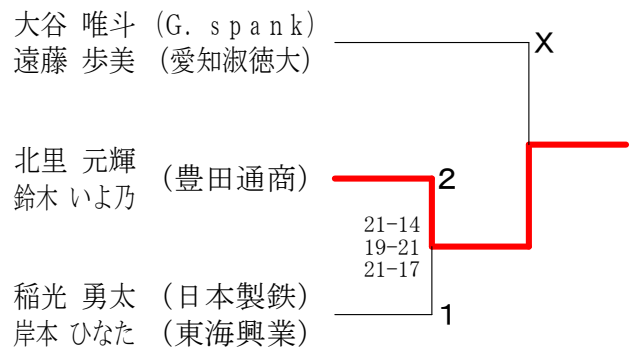 大谷 唯斗 (G. spank)
遠藤 歩美 (愛知淑徳大)
X
北里 元輝
鈴木 いよ乃
(豊田通商)
2
21-14
19-21
21-17
稲光 勇太 (日本製鉄)
岸本 ひなた (東海興業)
1